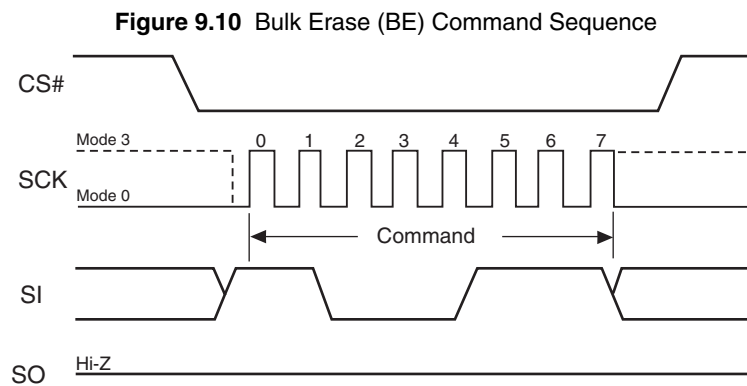 Figure 9.10 Bulk Erase (BE) Command Sequence
CS#
Mode 3
0 1 2 3 4 5 6 7
SCK
Mode 0
Command
SI
Hi-Z
SO